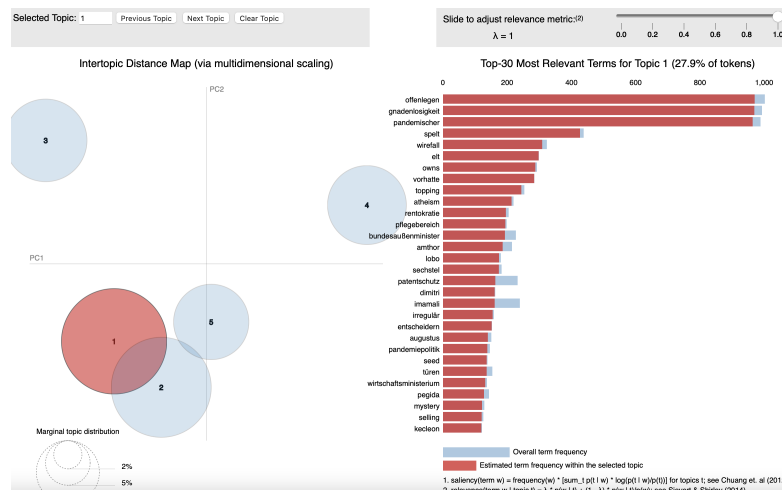 Selected Topic: 1 Previous Topic Next Topic Clear Topic
Slide to adjust relevance metric:(2)
λ = 1
0.0 0.2 0.4 0.6 0.8 1.0
Intertopic Distance Map (via multidimensional scaling)
PC2
PC1
3
4
5
1
2
Marginal topic distribution
2%
5%
Top-30 Most Relevant Terms for Topic 1 (27.9% of tokens)
0 200 400 600 800 1,000
offenlegen
gnadenlosigkeit
pandemischer
spelt
wirefall
elt
owns
vorhatte
topping
atheism
rentokratie
pflegebereich
bundesaußenminister
amthor
lobo
sechstel
patentschutz
dimitri
imamali
irregulär
entscheidern
augustus
pandemiepolitik
seed
türen
wirtschaftsministerium
pegida
mystery
selling
kecleon
Overall term frequency
Estimated term frequency within the selected topic
1. saliency(term w) = frequency(w) * [sum_t p(t | w) * log(p(t | w)/p(t))] for topics t; see Chuang et. al (201